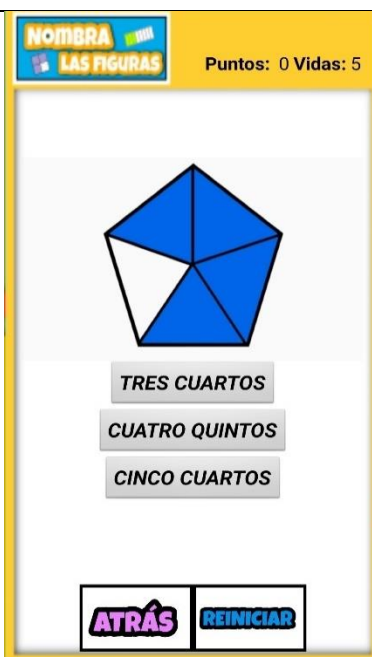 NOMBRA
LAS FIGURAS
Puntos: 0 Vidas: 5
TRES CUARTOS
CUATRO QUINTOS
CINCO CUARTOS
ATRÁS REINICIAR